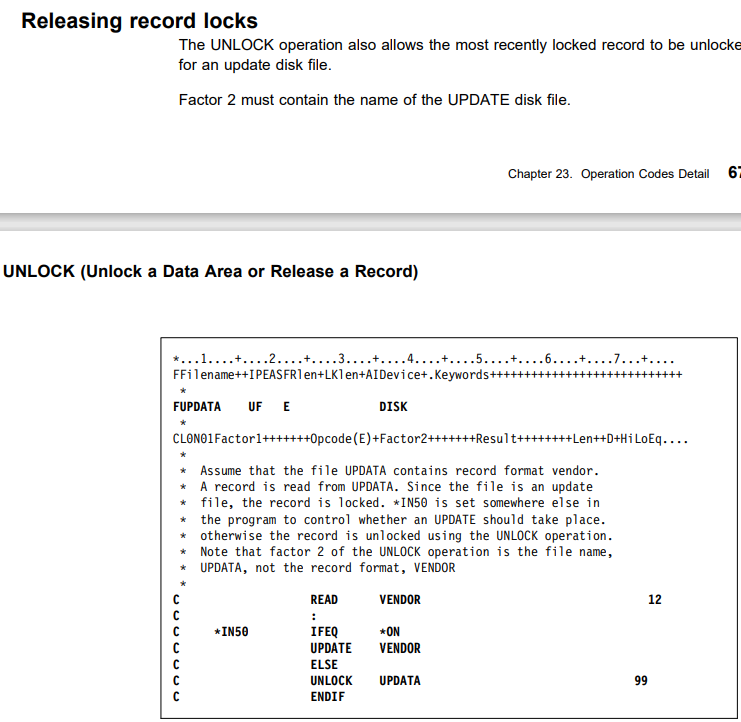 Releasing record locks
The UNLOCK operation also allows the most recently locked record to be unlocke
for an update disk file.
Factor 2 must contain the name of the UPDATE disk file.
Chapter 23. Operation Codes Detail 67
UNLOCK (Unlock a Data Area or Release a Record)
*...1....+....2....+....3....+....4....+....5....+....6....+....7...+....
FFilename++IPEASFRlen+LKlen+AIDevice+.Keywords++++++++++++++++++++++++++++
*
FUPDATA UF E DISK
*
CL0N01Factor1+++++++Opcode(E)+Factor2+++++++Result++++++++Len++D+HiLoEq....
*
* Assume that the file UPDATA contains record format vendor.
* A record is read from UPDATA. Since the file is an update
* file, the record is locked. *IN50 is set somewhere else in
* the program to control whether an UPDATE should take place.
* otherwise the record is unlocked using the UNLOCK operation.
* Note that factor 2 of the UNLOCK operation is the file name,
* UPDATA, not the record format, VENDOR
*
C READ VENDOR 12
C :
C *IN50 IFEQ *ON
C UPDATE VENDOR
C ELSE
C UNLOCK UPDATA 99
C ENDIF